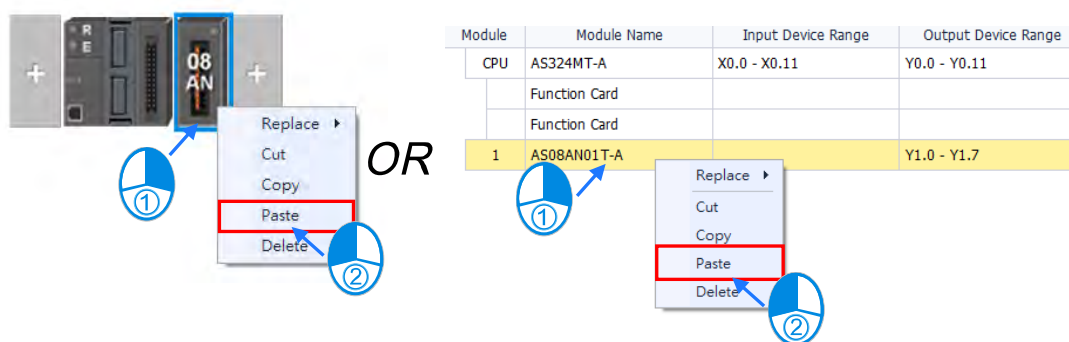 R
E
08
AN
+
+
Replace
Cut
Copy
Paste
Delete
①
②
OR
Module Module Name Input Device Range Output Device Range
CPU AS324MT-A X0.0 - X0.11 Y0.0 - Y0.11
Function Card
Function Card
1 AS08AN01T-A Y1.0 - Y1.7
Replace
Cut
Copy
Paste
Delete
①
②